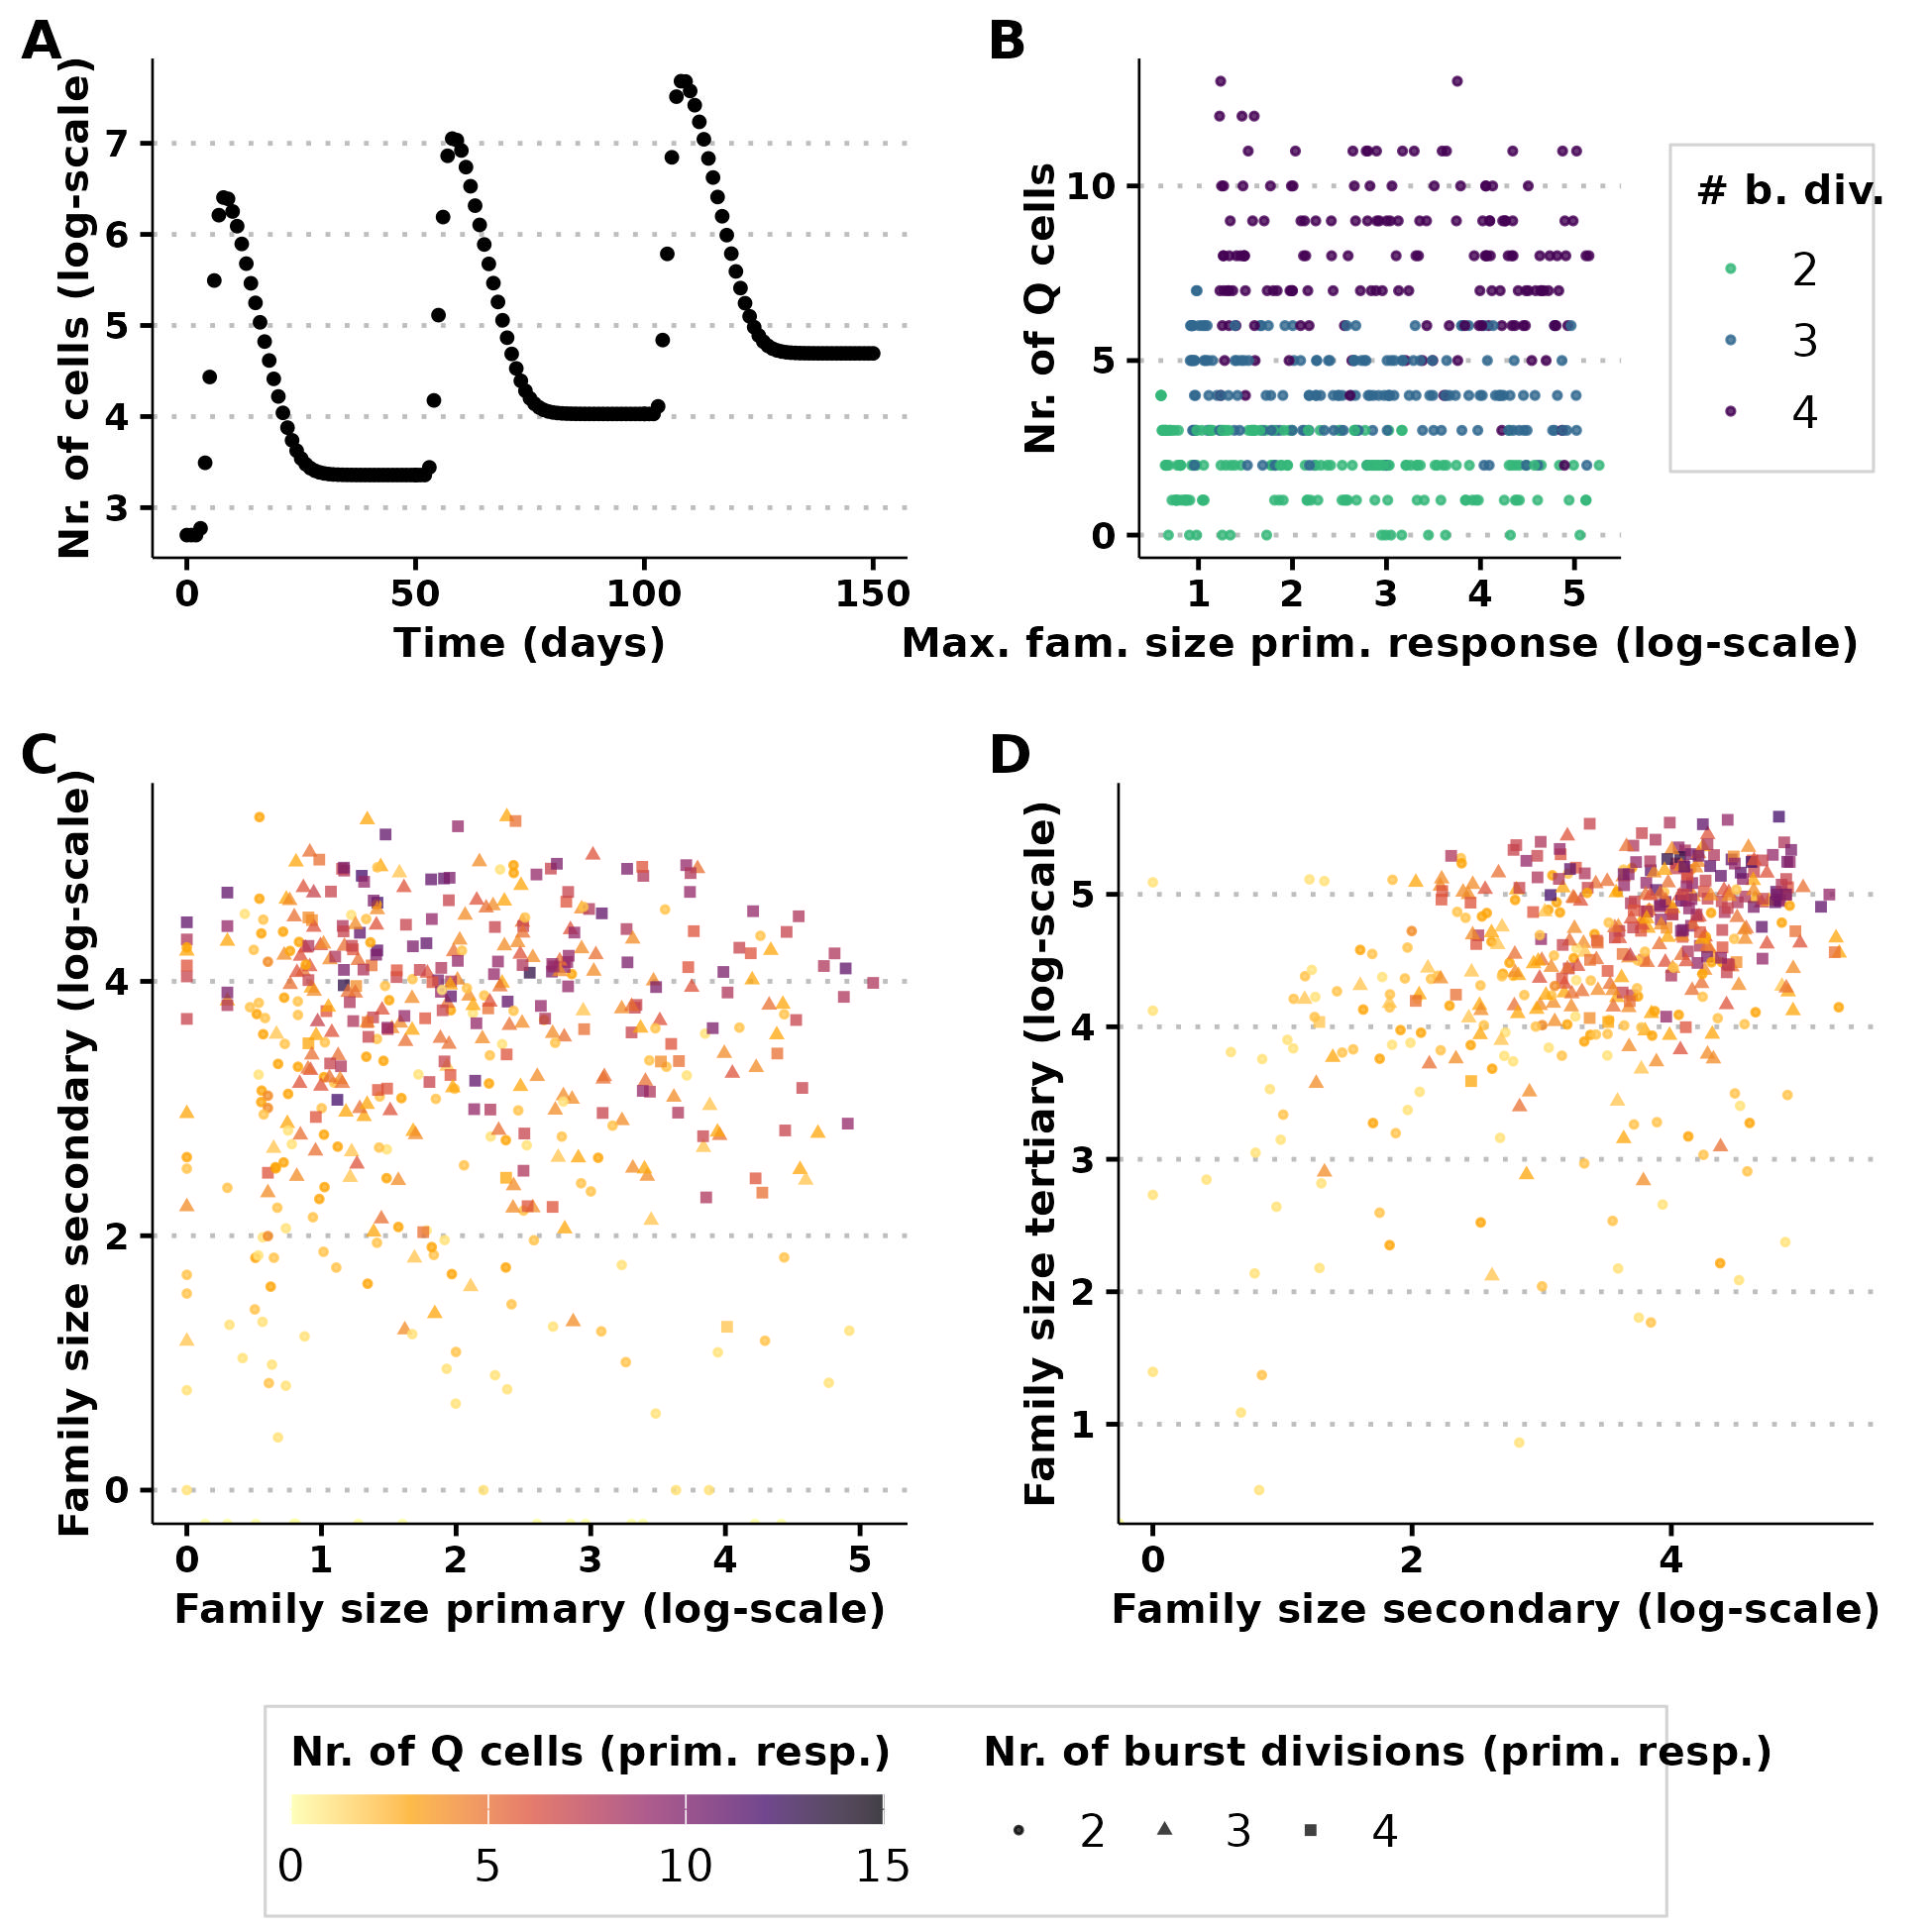 A
Nr. of cells (log-scale)
7
6
5
4
3
0 50 100 150
Time (days)
B
Nr. of Q cells
10
5
0
1 2 3 4 5
Max. fam. size prim. response (log-scale)
# b. div.
2
3
4
C
Family size secondary (log-scale)
4
2
0
0 1 2 3 4 5
Family size primary (log-scale)
D
Family size tertiary (log-scale)
5
4
3
2
1
0 2 4
Family size secondary (log-scale)
Nr. of Q cells (prim. resp.)
0 5 10 15
Nr. of burst divisions (prim. resp.)
2 3 4